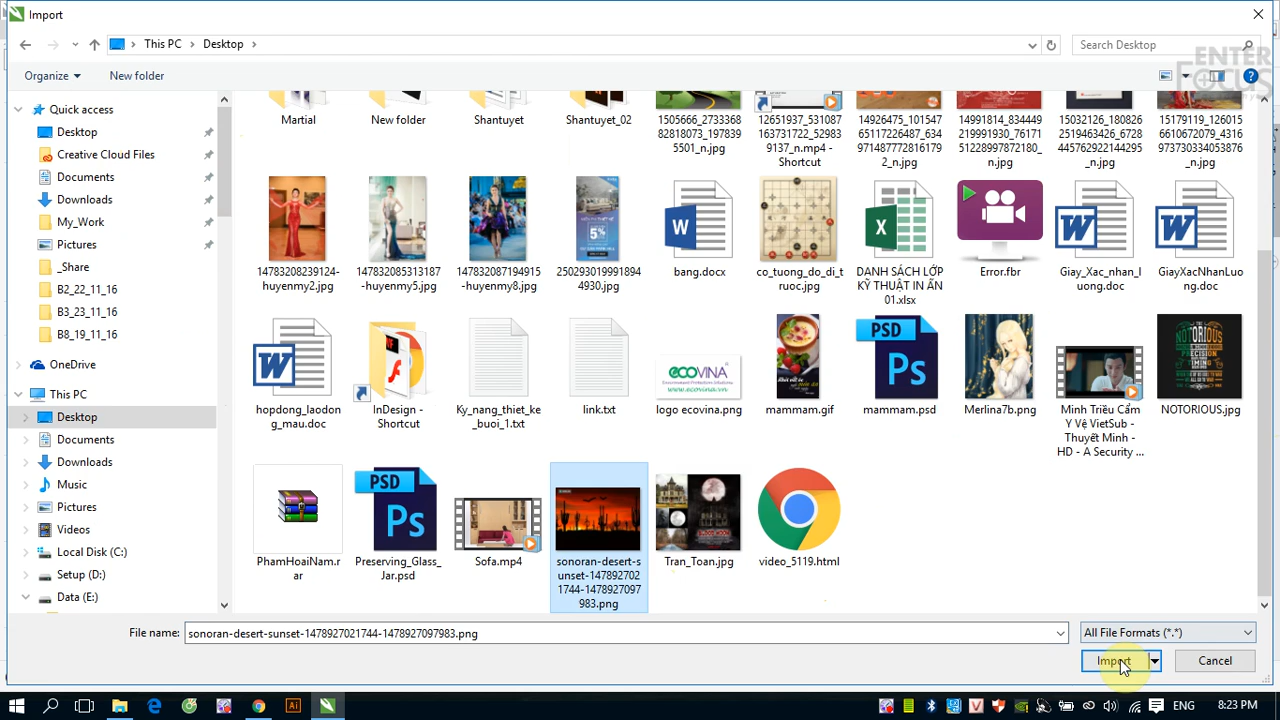 Import
This PC
Desktop
Search Desktop
ENTER
FOCUS
Organize
New folder
Quick access
Desktop
Creative Cloud Files
Documents
Downloads
My_Work
Pictures
_Share
B2_22_11_16
B3_23_11_16
B8_19_11_16
OneDrive
This PC
Desktop
Documents
Downloads
Music
Pictures
Videos
Local Disk (C:)
Setup (D:)
Data (E:)
Martial
New folder
Shantuyet
Shanttuyet_02
1505666_2733368
82818073_197839
5501_n.jpg
12651937_531087
163731722_52983
9137_n.mp4 -
Shortcut
14926475_101547
65117226487_634
97148777281617​9
2_n.jpg
14991814_834449
219991930_76171
51228997872180_
n.jpg
15032126_180826
2519463426_6728
445762922144295
_n.jpg
15179119_126015
6610672079_4316
973730334053876
_n.jpg
14783208239124-
huyenmy2.jpg
147832085313187
-huyenmy5.jpg
147832087194915
-huyenmy8.jpg
250293019991894
4930.jpg
bang.docx
co_tuong_do_di_t
ruoc.jpg
DANH SÁCH LỚP
KỸ THUẬT IN ẤN
01.xlsx
Error.fbr
Giay_Xac_nhan_l
uong.doc
GiayXacNhanLuo
ng.doc
hopdong_laodon
g_mau.doc
InDesign -
Shortcut
Ky_nang_thiet_ke
_buoi_1.txt
link.txt
ecovina
www.ecovina.vn
logo ecovina.png
mammam.gif
PSD
Ps
mammam.psd
Merlina7b.png
Minh Triều Cẩm
Y Vệ VietSub -
Thuyết Minh -
HD - A Security ...
NOTORIOUS
NOTORIOUS.jpg
PhamHoaiNam.r
ar
PSD
Ps
Preserving_Glass_
Jar.psd
Sofa.mp4
sonoran-desert-s
unset-147892702
1744-1478927097
983.png
Tran_Toan.jpg
video_5119.html
File name:
sonoran-desert-sunset-1478927021744-1478927097983.png
All File Formats (*.*)
Import
Cancel
ENG
8:23 PM